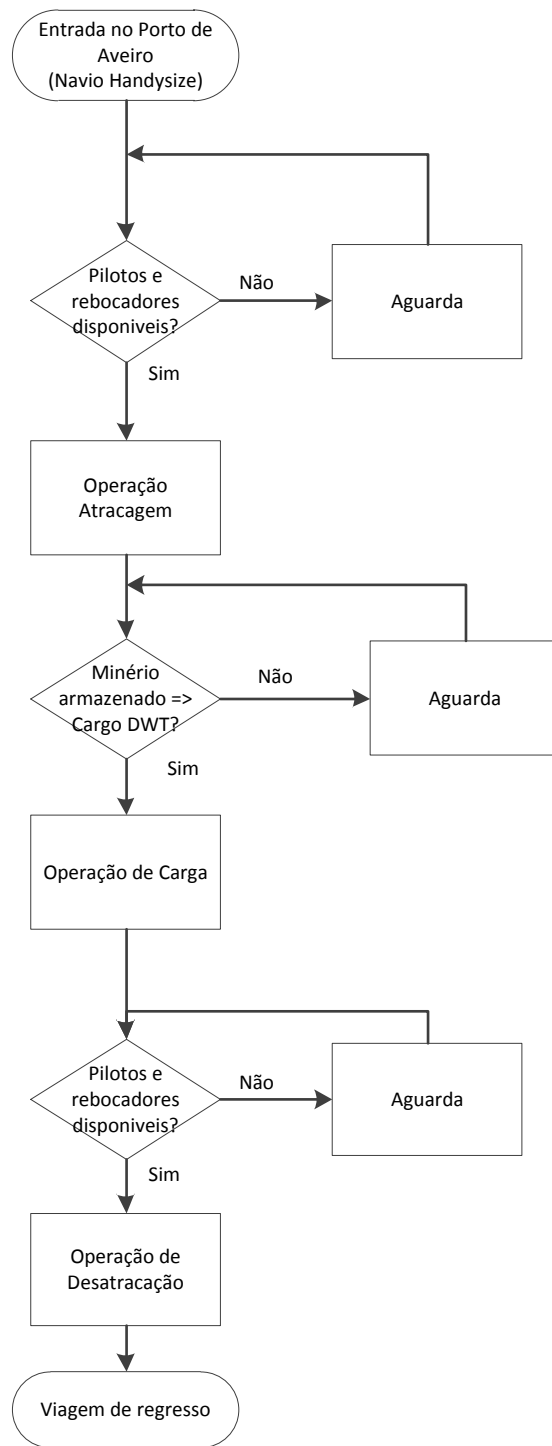 Entrada no Porto de
Aveiro
(Navio Handysize)
Pilotos e
rebocadores
disponiveis?
Não
Aguarda
Sim
Operação
Atracagem
Minério
armazenado =>
Cargo DWT?
Não
Aguarda
Sim
Operação de Carga
Pilotos e
rebocadores
disponiveis?
Não
Aguarda
Sim
Operação de
Desatracação
Viagem de regresso